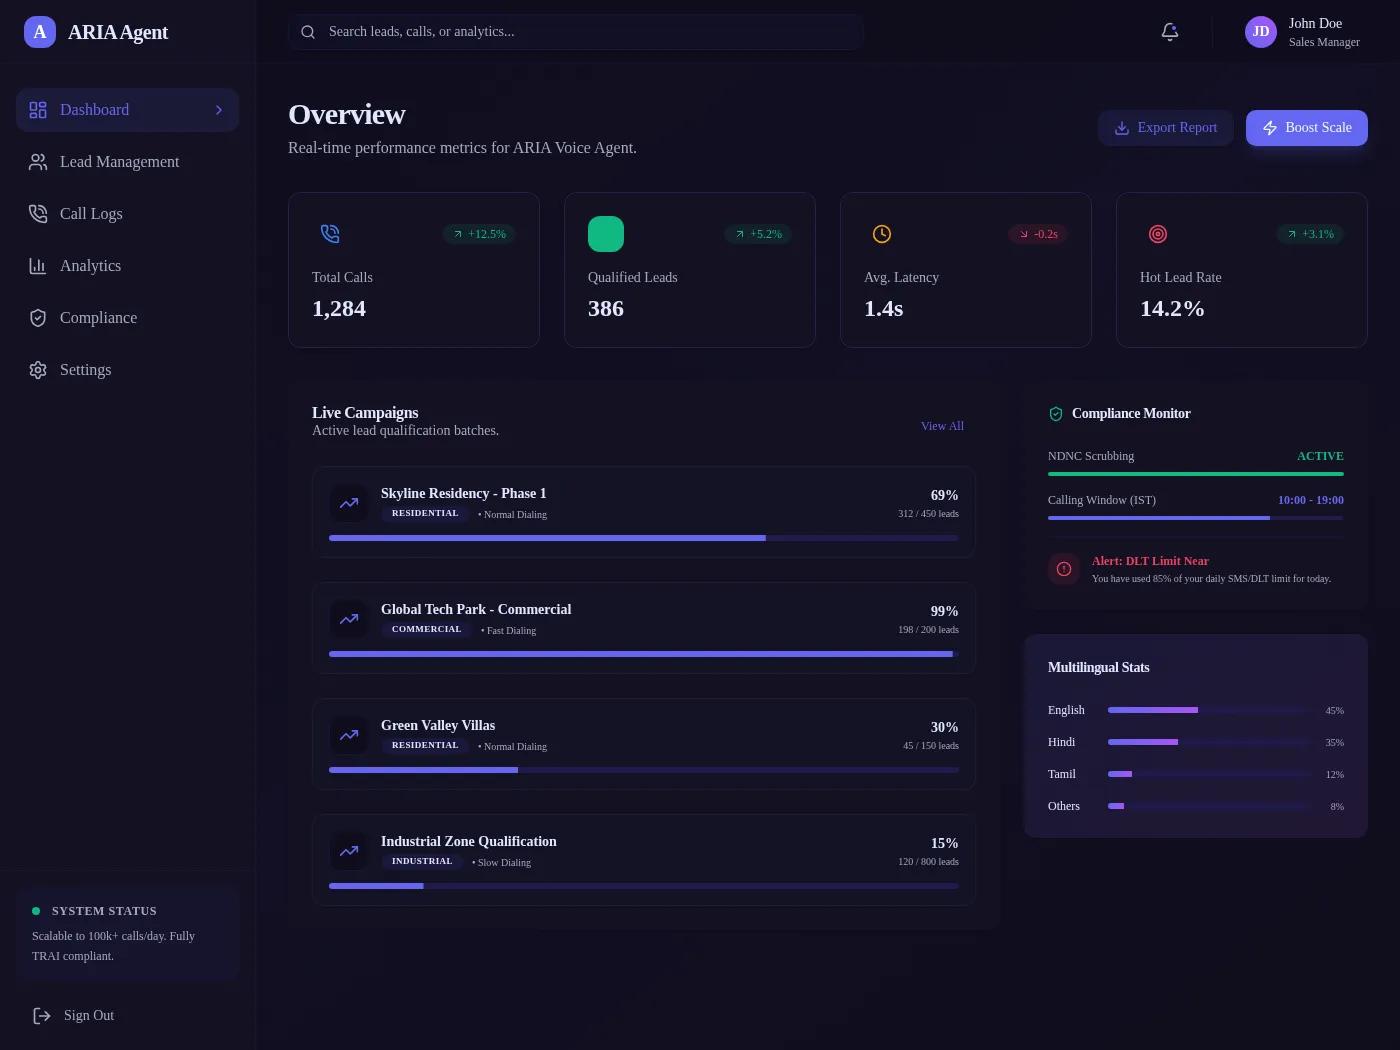 A ARIA Agent
Search leads, calls, or analytics...
JD
John Doe
Sales Manager
Dashboard
Lead Management
Call Logs
Analytics
Compliance
Settings
SYSTEM STATUS
Scalable to 100k+ calls/day. Fully
TRAI compliant.
Sign Out
Overview
Real-time performance metrics for ARIA Voice Agent.
Export Report
Boost Scale
+12.5%
Total Calls
1,284
+5.2%
Qualified Leads
386
-0.2s
Avg. Latency
1.4s
+3.1%
Hot Lead Rate
14.2%
Live Campaigns
Active lead qualification batches.
View All
Skyline Residency - Phase 1
RESIDENTIAL • Normal Dialing
69%
312 / 450 leads
Global Tech Park - Commercial
COMMERCIAL • Fast Dialing
99%
198 / 200 leads
Green Valley Villas
RESIDENTIAL • Normal Dialing
30%
45 / 150 leads
Industrial Zone Qualification
INDUSTRIAL • Slow Dialing
15%
120 / 800 leads
Compliance Monitor
NDNC Scrubbing ACTIVE
Calling Window (IST) 10:00 - 19:00
Alert: DLT Limit Near
You have used 85% of your daily SMS/DLT limit for today.
Multilingual Stats
English 45%
Hindi 35%
Tamil 12%
Others 8%